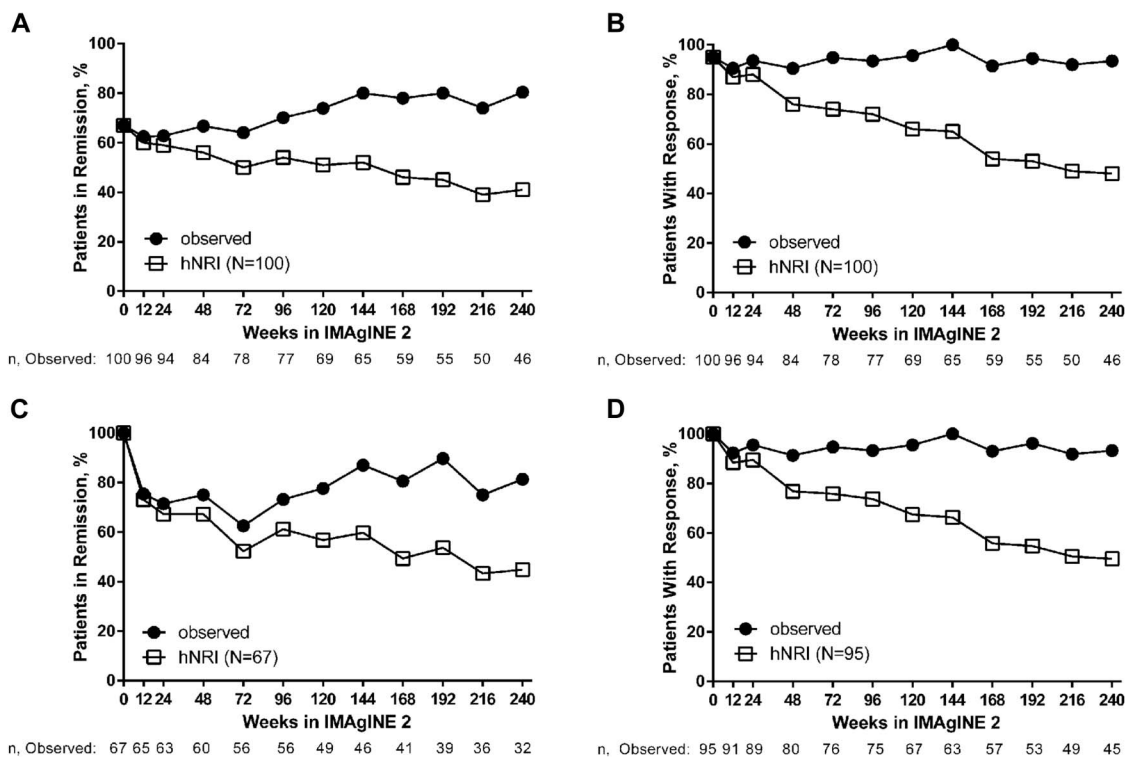 A
Patients in Remission, %
100
80
60
40
20
0
observed
hNRI (N=100)
0 12 24 48 72 96 120 144 168 192 216 240
Weeks in IMAgINE 2
n, Observed: 100 96 94 84 78 77 69 65 59 55 50 46
B
Patients With Response, %
100
80
60
40
20
0
observed
hNRI (N=100)
0 12 24 48 72 96 120 144 168 192 216 240
Weeks in IMAgINE 2
n, Observed: 100 96 94 84 78 77 69 65 59 55 50 46
C
Patients in Remission, %
100
80
60
40
20
0
observed
hNRI (N=67)
0 12 24 48 72 96 120 144 168 192 216 240
Weeks in IMAgINE 2
n, Observed: 67 65 63 60 56 56 49 46 41 39 36 32
D
Patients With Response, %
100
80
60
40
20
0
observed
hNRI (N=95)
0 12 24 48 72 96 120 144 168 192 216 240
Weeks in IMAgINE 2
n, Observed: 95 91 89 80 76 75 67 63 57 53 49 45